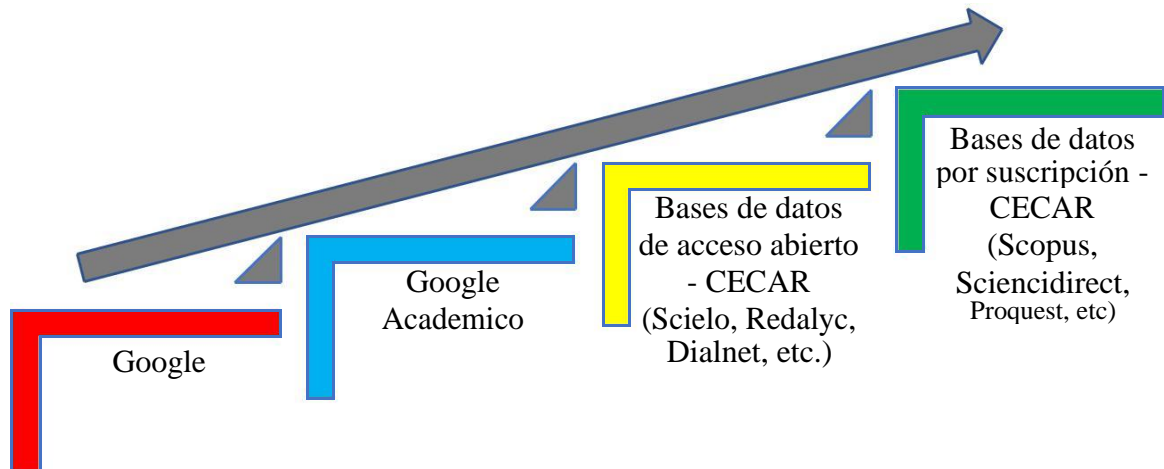 Google
Google
Academico
Bases de datos
de acceso abierto
- CECAR
(Scielo, Redalyc,
Dialnet, etc.)
Bases de datos
por suscripción -
CECAR
(Scopus,
Sciencidirect,
Proquest, etc)